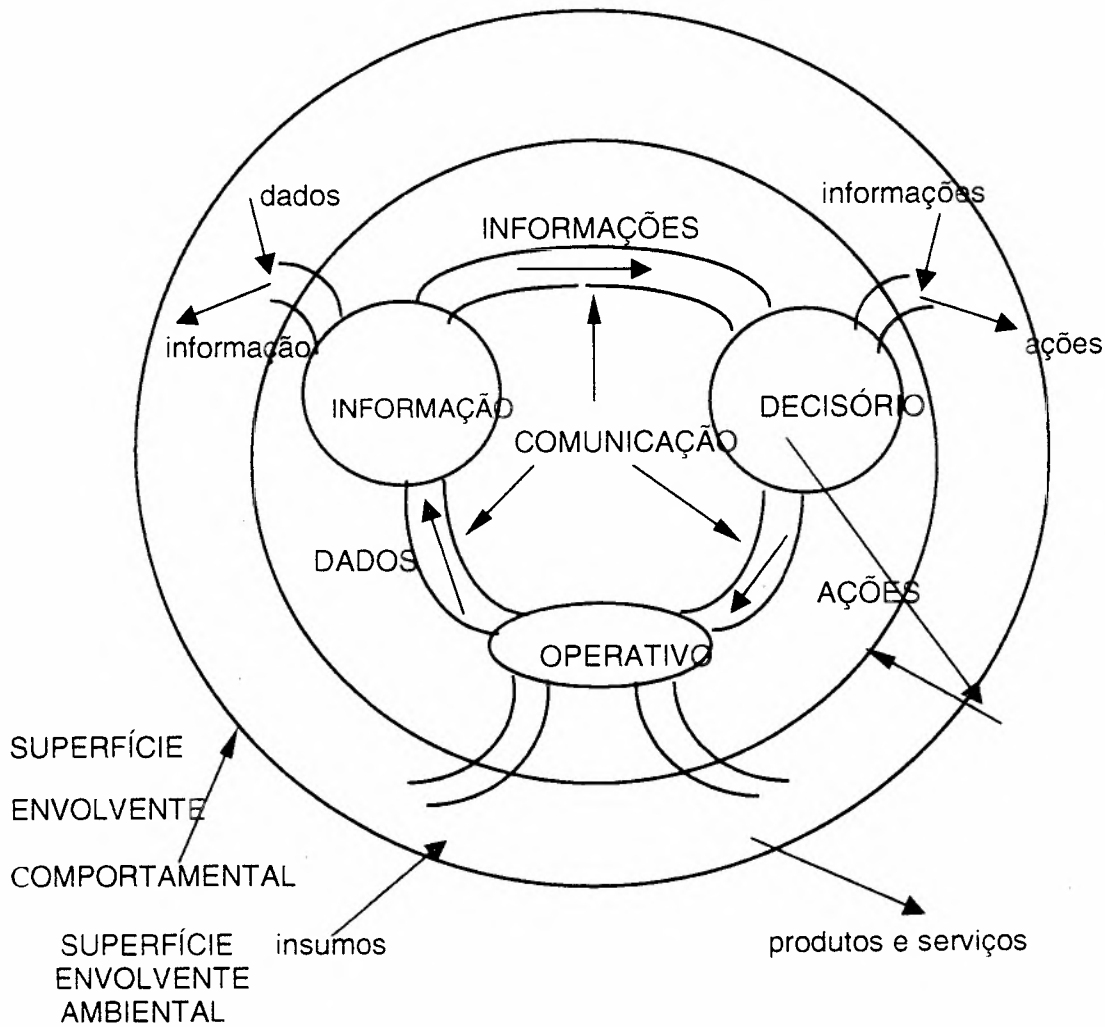 dados
informações
INFORMAÇÕES
informação
ações
INFORMAÇÃO
DECISÓRIO
COMUNICAÇÃO
DADOS
AÇÕES
OPERATIVO
SUPERFÍCIE
ENVOLVENTE
COMPORTAMENTAL
SUPERFÍCIE
ENVOLVENTE
AMBIENTAL
insumos
produtos e serviços